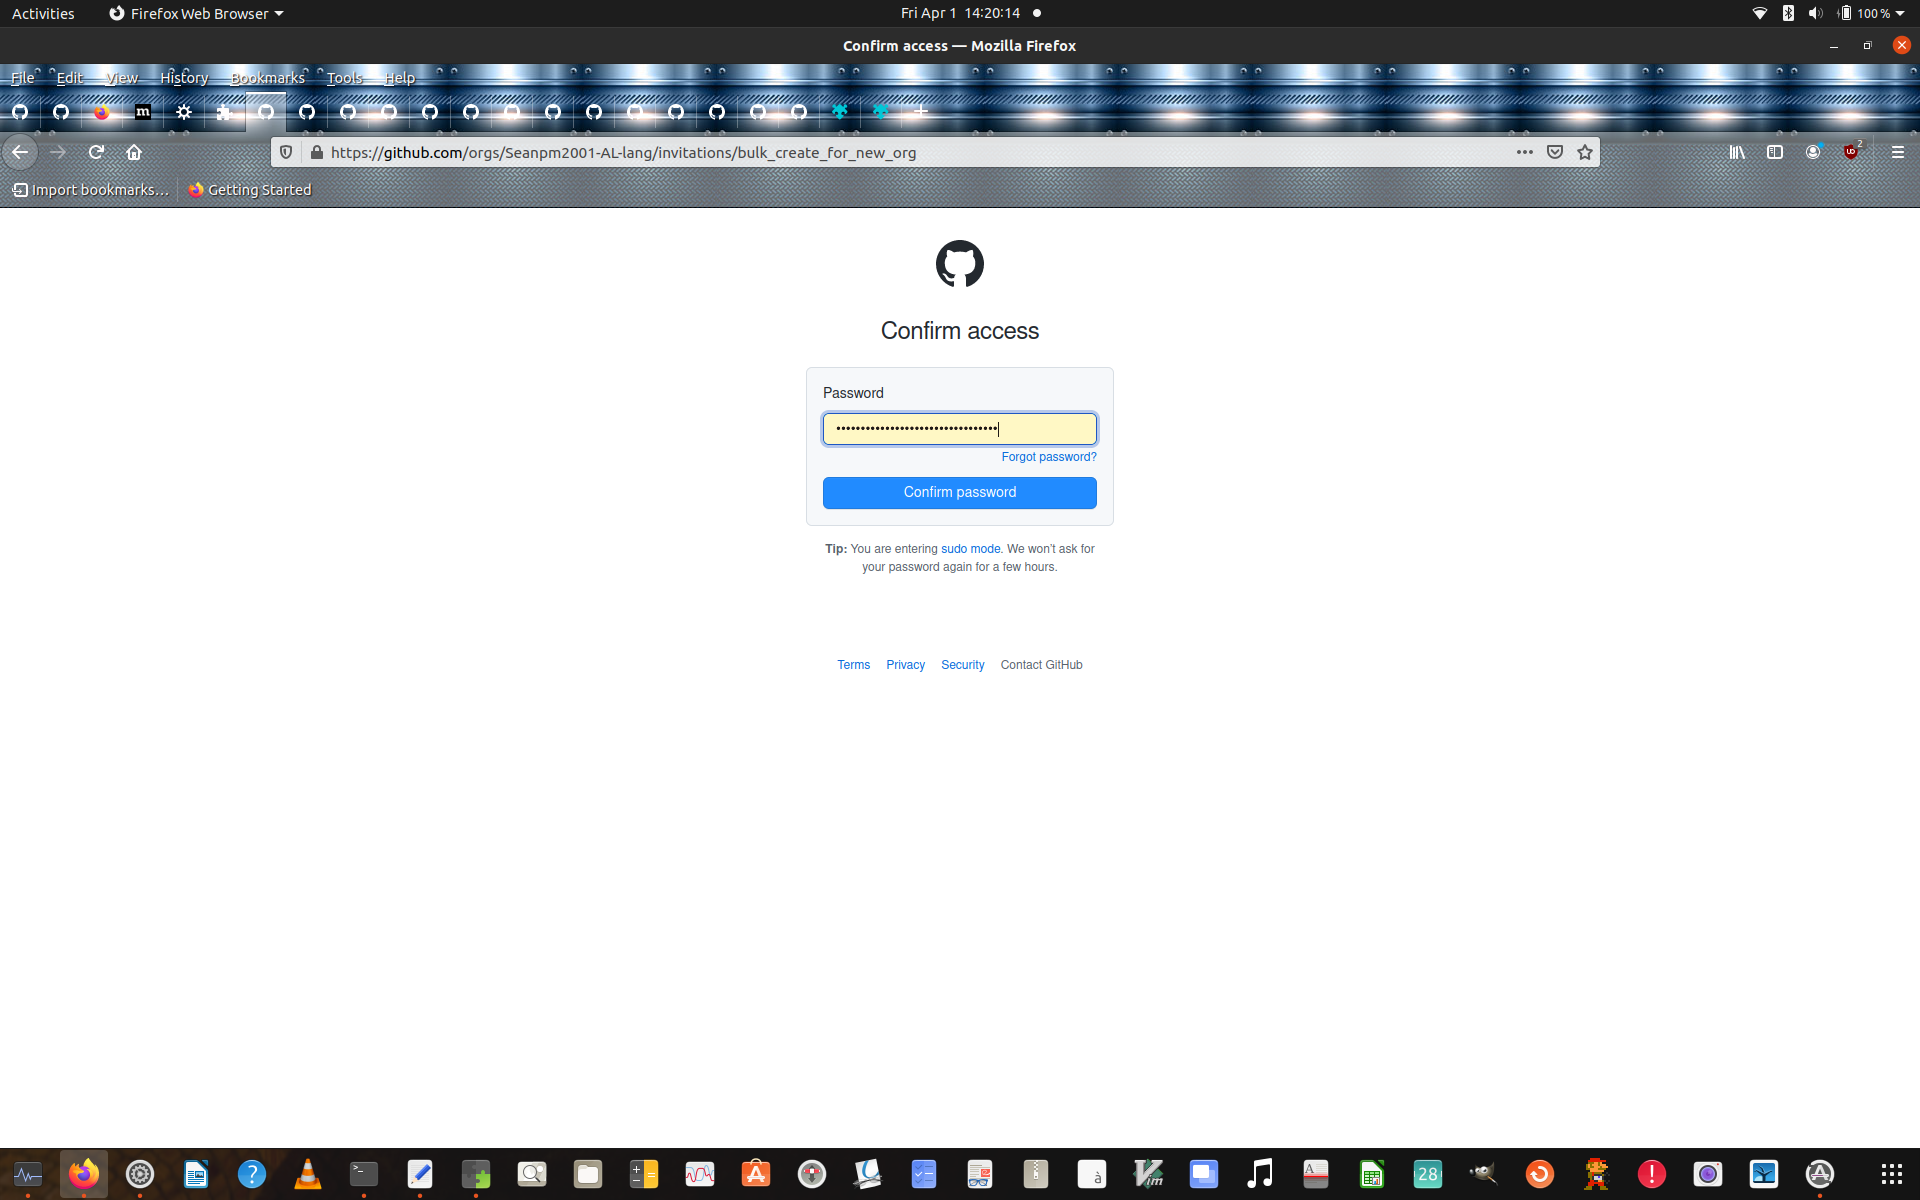 Activities
Firefox Web Browser
Fri Apr 1 14:20:14
100 %
Confirm access — Mozilla Firefox
File Edit View History Bookmarks Tools Help
m
https://github.com/orgs/Seanpm2001-AL-lang/invitations/bulk_create_for_new_org
2
Import bookmarks...
Getting Started
Confirm access
Password
••••••••••••••••••••••••••••••••••
Forgot password?
Confirm password
Tip: You are entering sudo mode. We won't ask for
your password again for a few hours.
Terms Privacy Security Contact GitHub
28